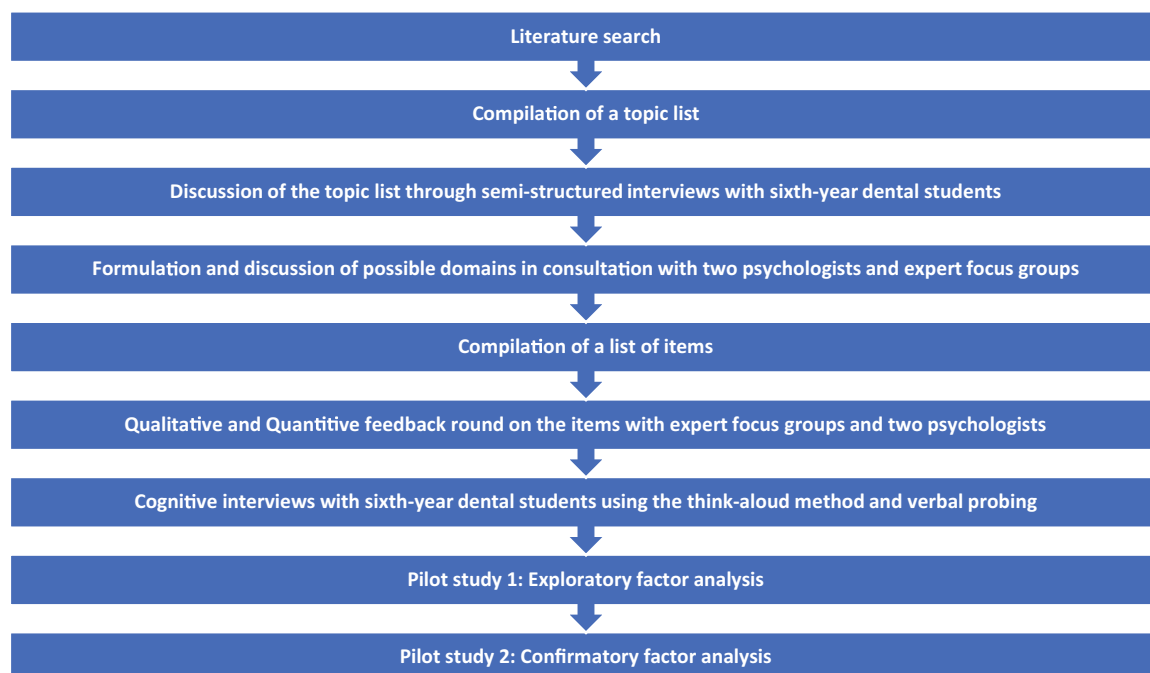 Literature search
Compilation of a topic list
Discussion of the topic list through semi-structured interviews with sixth-year dental students
Formulation and discussion of possible domains in consultation with two psychologists and expert focus groups
Compilation of a list of items
Qualitative and Quantitive feedback round on the items with expert focus groups and two psychologists
Cognitive interviews with sixth-year dental students using the think-aloud method and verbal probing
Pilot study 1: Exploratory factor analysis
Pilot study 2: Confirmatory factor analysis